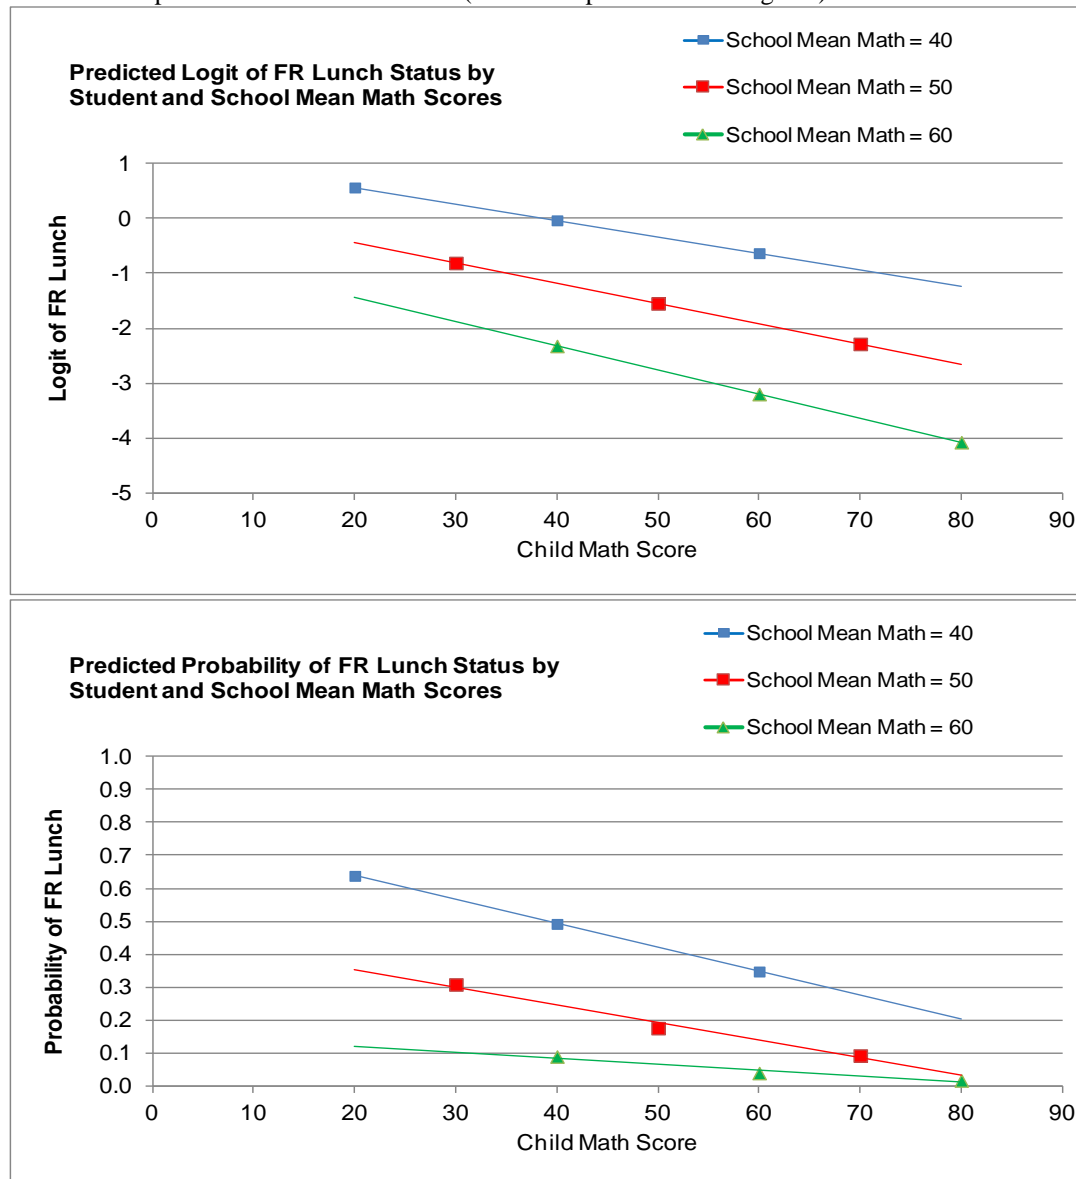 School Mean Math = 40
Predicted Logit of FR Lunch Status by
Student and School Mean Math Scores
School Mean Math = 50
School Mean Math = 60
1
0
-1
-2
-3
-4
-5
Logit of FR Lunch
0 10 20 30 40 50 60 70 80 90
Child Math Score
School Mean Math = 40
Predicted Probability of FR Lunch Status by
Student and School Mean Math Scores
School Mean Math = 50
School Mean Math = 60
1.0
0.9
0.8
0.7
0.6
0.5
0.4
0.3
0.2
0.1
0.0
Probability of FR Lunch
0 10 20 30 40 50 60 70 80 90
Child Math Score